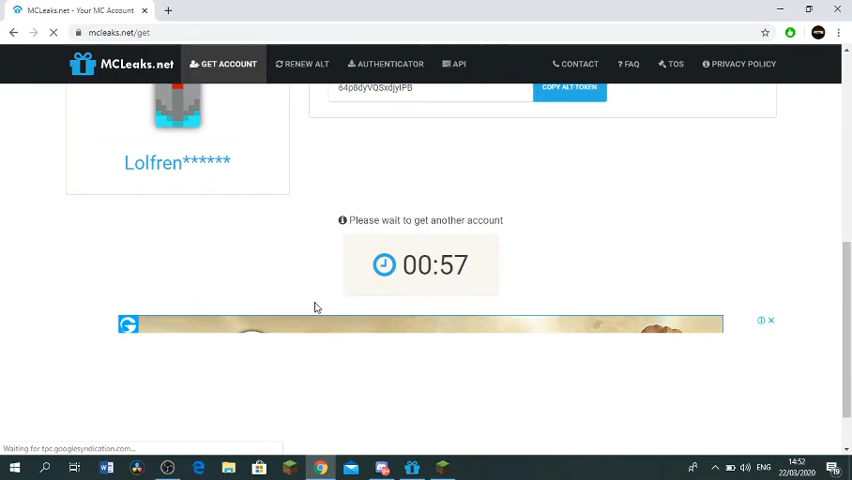 MCLeaks.net - Your MC Account
mcleaks.net/get
MCLeaks.net GET ACCOUNT RENEW ALT AUTHENTICATOR API CONTACT FAQ TOS PRIVACY POLICY
64p8dyVQSxdjyIPB COPY ALT-TOKEN
Lolfren******
Please wait to get another account
00:57
Waiting for tpc.googlesyndication.com...
ENG
14:52
22/03/2020
19